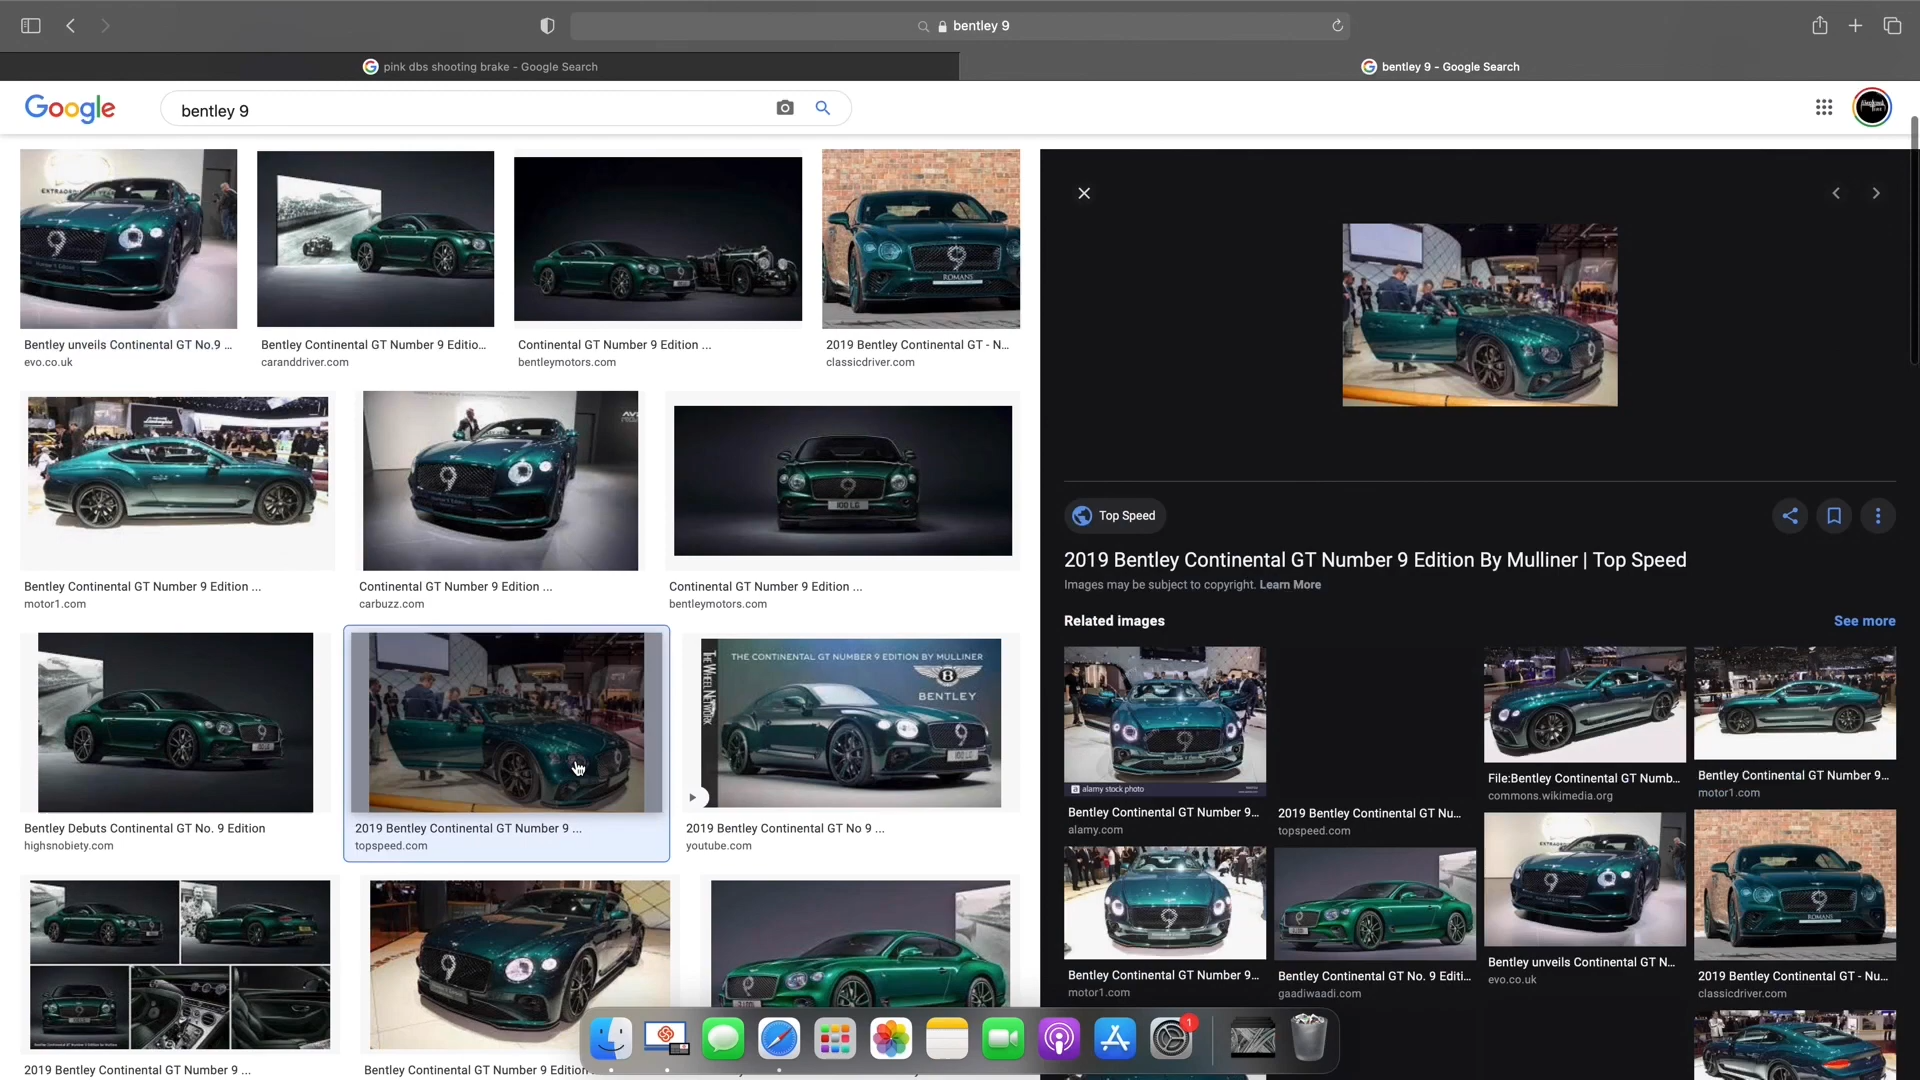 bentley 9
pink dbs shooting brake - Google Search
bentley 9 - Google Search
Google
bentley 9
Bentley unveils Continental GT No.9 ...
evo.co.uk
Bentley Continental GT Number 9 Editio...
caranddriver.com
Continental GT Number 9 Edition ...
bentleymotors.com
ROMANS
2019 Bentley Continental GT - N...
classicdriver.com
Bentley Continental GT Number 9 Edition ...
motor1.com
Continental GT Number 9 Edition ...
carbuzz.com
100 LG
Continental GT Number 9 Edition ...
bentleymotors.com
Bentley Debuts Continental GT No. 9 Edition
highsnobiety.com
2019 Bentley Continental GT Number 9 ...
topspeed.com
THE WHEEL NETWORK
THE CONTINENTAL GT NUMBER 9 EDITION BY MULLINER
BENTLEY
2019 Bentley Continental GT No 9 ...
youtube.com
2019 Bentley Continental GT Number 9 ...
Bentley Continental GT Number 9 Edition
Top Speed
2019 Bentley Continental GT Number 9 Edition By Mulliner | Top Speed
Images may be subject to copyright. Learn More
Related images
See more
alamy stock photo
Bentley Continental GT Number 9...
alamy.com
2019 Bentley Continental GT Nu...
topspeed.com
File:Bentley Continental GT Numb...
commons.wikimedia.org
Bentley Continental GT Number 9...
motor1.com
Bentley Continental GT Number 9...
motor1.com
Bentley Continental GT No. 9 Editi...
gaadiwaadi.com
Bentley unveils Continental GT N...
evo.co.uk
ROMANS
2019 Bentley Continental GT - Nu...
classicdriver.com
1